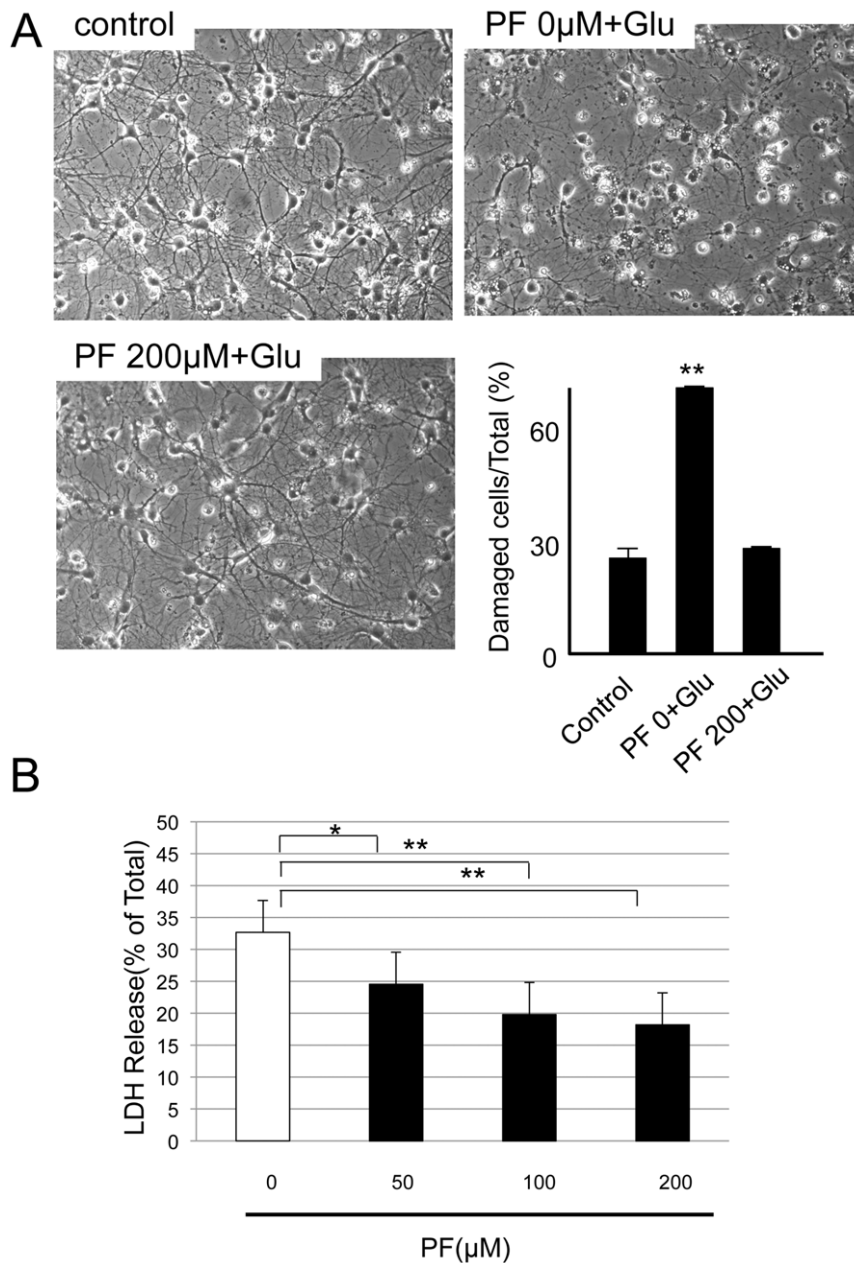 A
control
PF 0µM+Glu
PF 200µM+Glu
Damaged cells/Total (%)
60
30
0
**
Control
PF 0+Glu
PF 200+Glu
B
LDH Release(% of Total)
50
45
40
35
30
25
20
15
10
5
0
*
**
**
0 50 100 200
PF(µM)